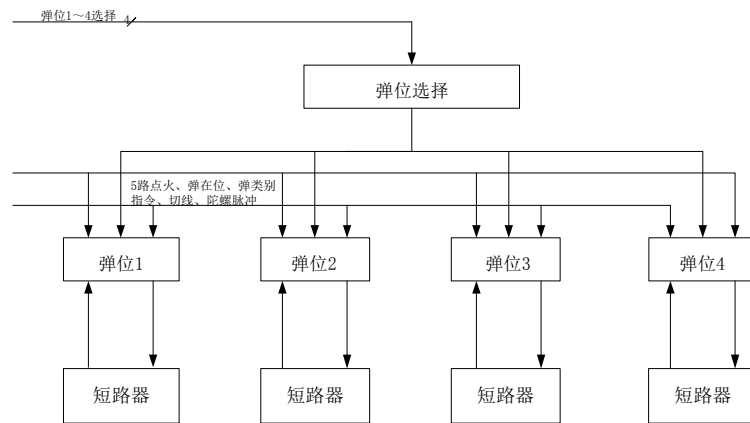 弹位1～4选择 4
弹位选择
5路点火、弹在位、弹类别
指令、切线、陀螺脉冲
弹位1
弹位2
弹位3
弹位4
短路器
短路器
短路器
短路器